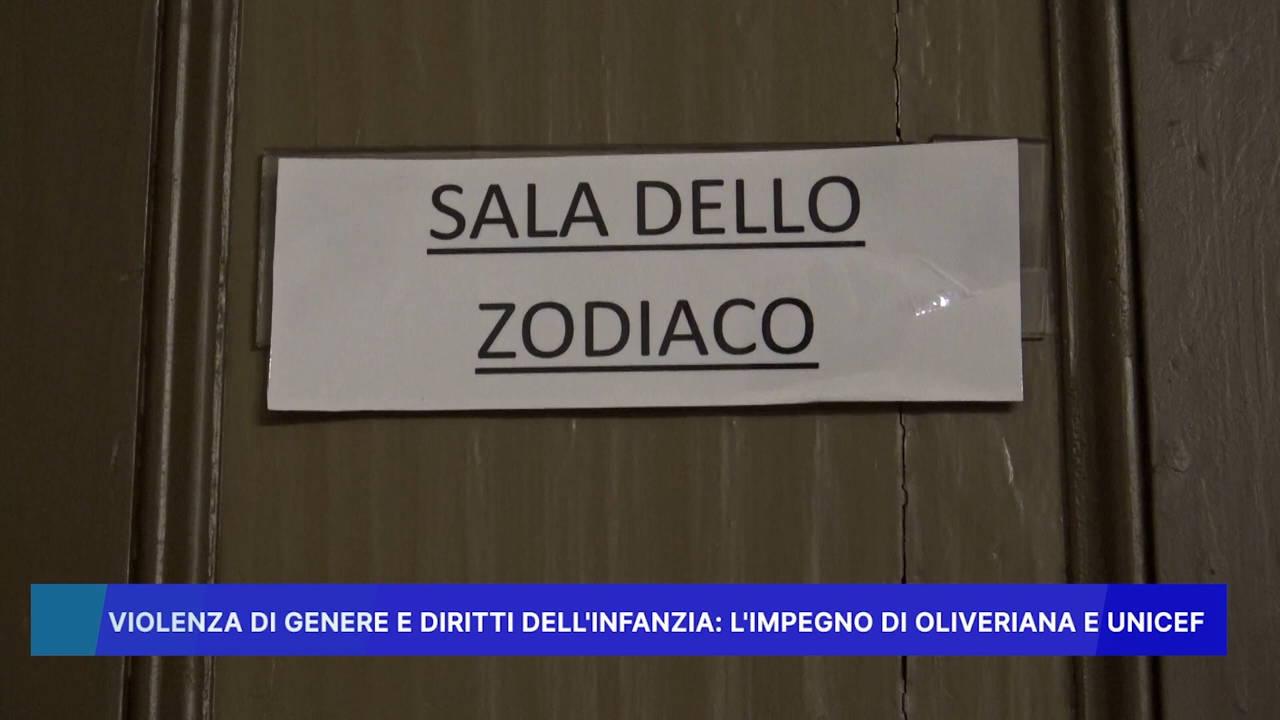 SALA DELLO
ZODIACO
VIOLENZA DI GENERE E DIRITTI DELL'INFANZIA: L'IMPEGNO DI OLIVERIANA E UNICEF